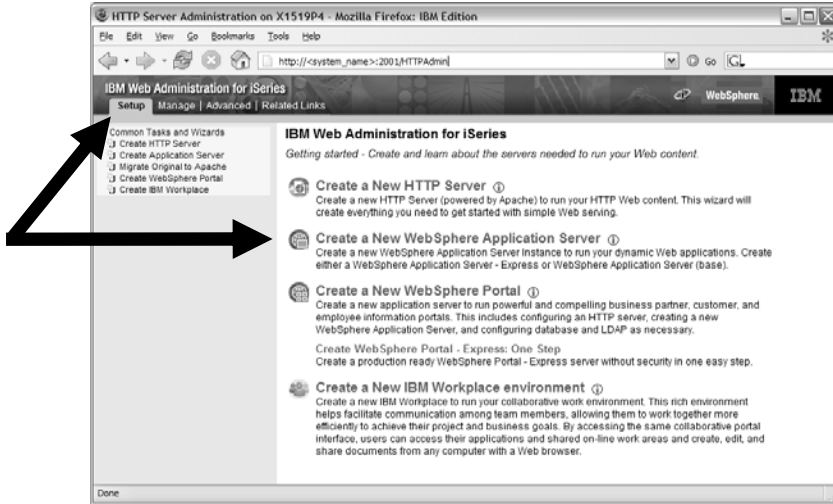 HTTP Server Administration on X1519P4 - Mozilla Firefox: IBM Edition
File Edit View Go Bookmarks Tools Help
http://<system_name>:2001/HTTPAdmin Go G
IBM Web Administration for iSeries
Setup Manage | Advanced | Related Links
WebSphere. IBM
Common Tasks and Wizards
Create HTTP Server
Create Application Server
Migrate Original to Apache
Create WebSphere Portal
Create IBM Workplace
IBM Web Administration for iSeries
Getting started - Create and learn about the servers needed to run your Web content.
Create a New HTTP Server
Create a new HTTP Server (powered by Apache) to run your HTTP Web content. This wizard will
create everything you need to get started with simple Web serving.
Create a New WebSphere Application Server
Create a new WebSphere Application Server Instance to run your dynamic Web applications. Create
either a WebSphere Application Server - Express or WebSphere Application Server (base).
Create a New WebSphere Portal
Create a new application server to run powerful and compelling business partner, customer, and
employee information portals. This includes configuring an HTTP server, creating a new
WebSphere Application Server, and configuring database and LDAP as necessary.
Create WebSphere Portal - Express: One Step
Create a production ready WebSphere Portal - Express server without security in one easy step.
Create a New IBM Workplace environment
Create a new IBM Workplace to run your collaborative work environment. This rich environment
helps facilitate communication among team members, allowing them to work together more
efficiently to achieve their project and business goals. By accessing the same collaborative portal
interface, users can access their applications and shared on-line work areas and create, edit, and
share documents from any computer with a Web browser.
Done